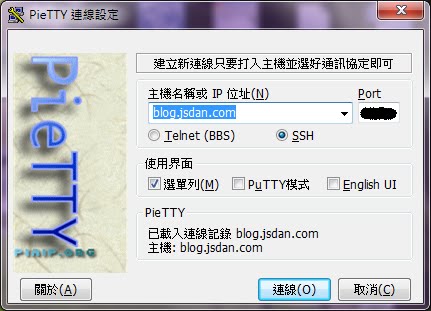 PieTTY 連線設定
PieTTY
PIAIP.ORG
建立新連線只要打入主機並選好通訊協定即可
主機名稱或 IP 位址(N) Port
blog.jsdan.com
Telnet (BBS) SSH
使用界面
選單列(M) PuTTY模式 English UI
PieTTY
已載入連線記錄 blog.jsdan.com
主機: blog.jsdan.com
關於(A) 連線(O) 取消(C)